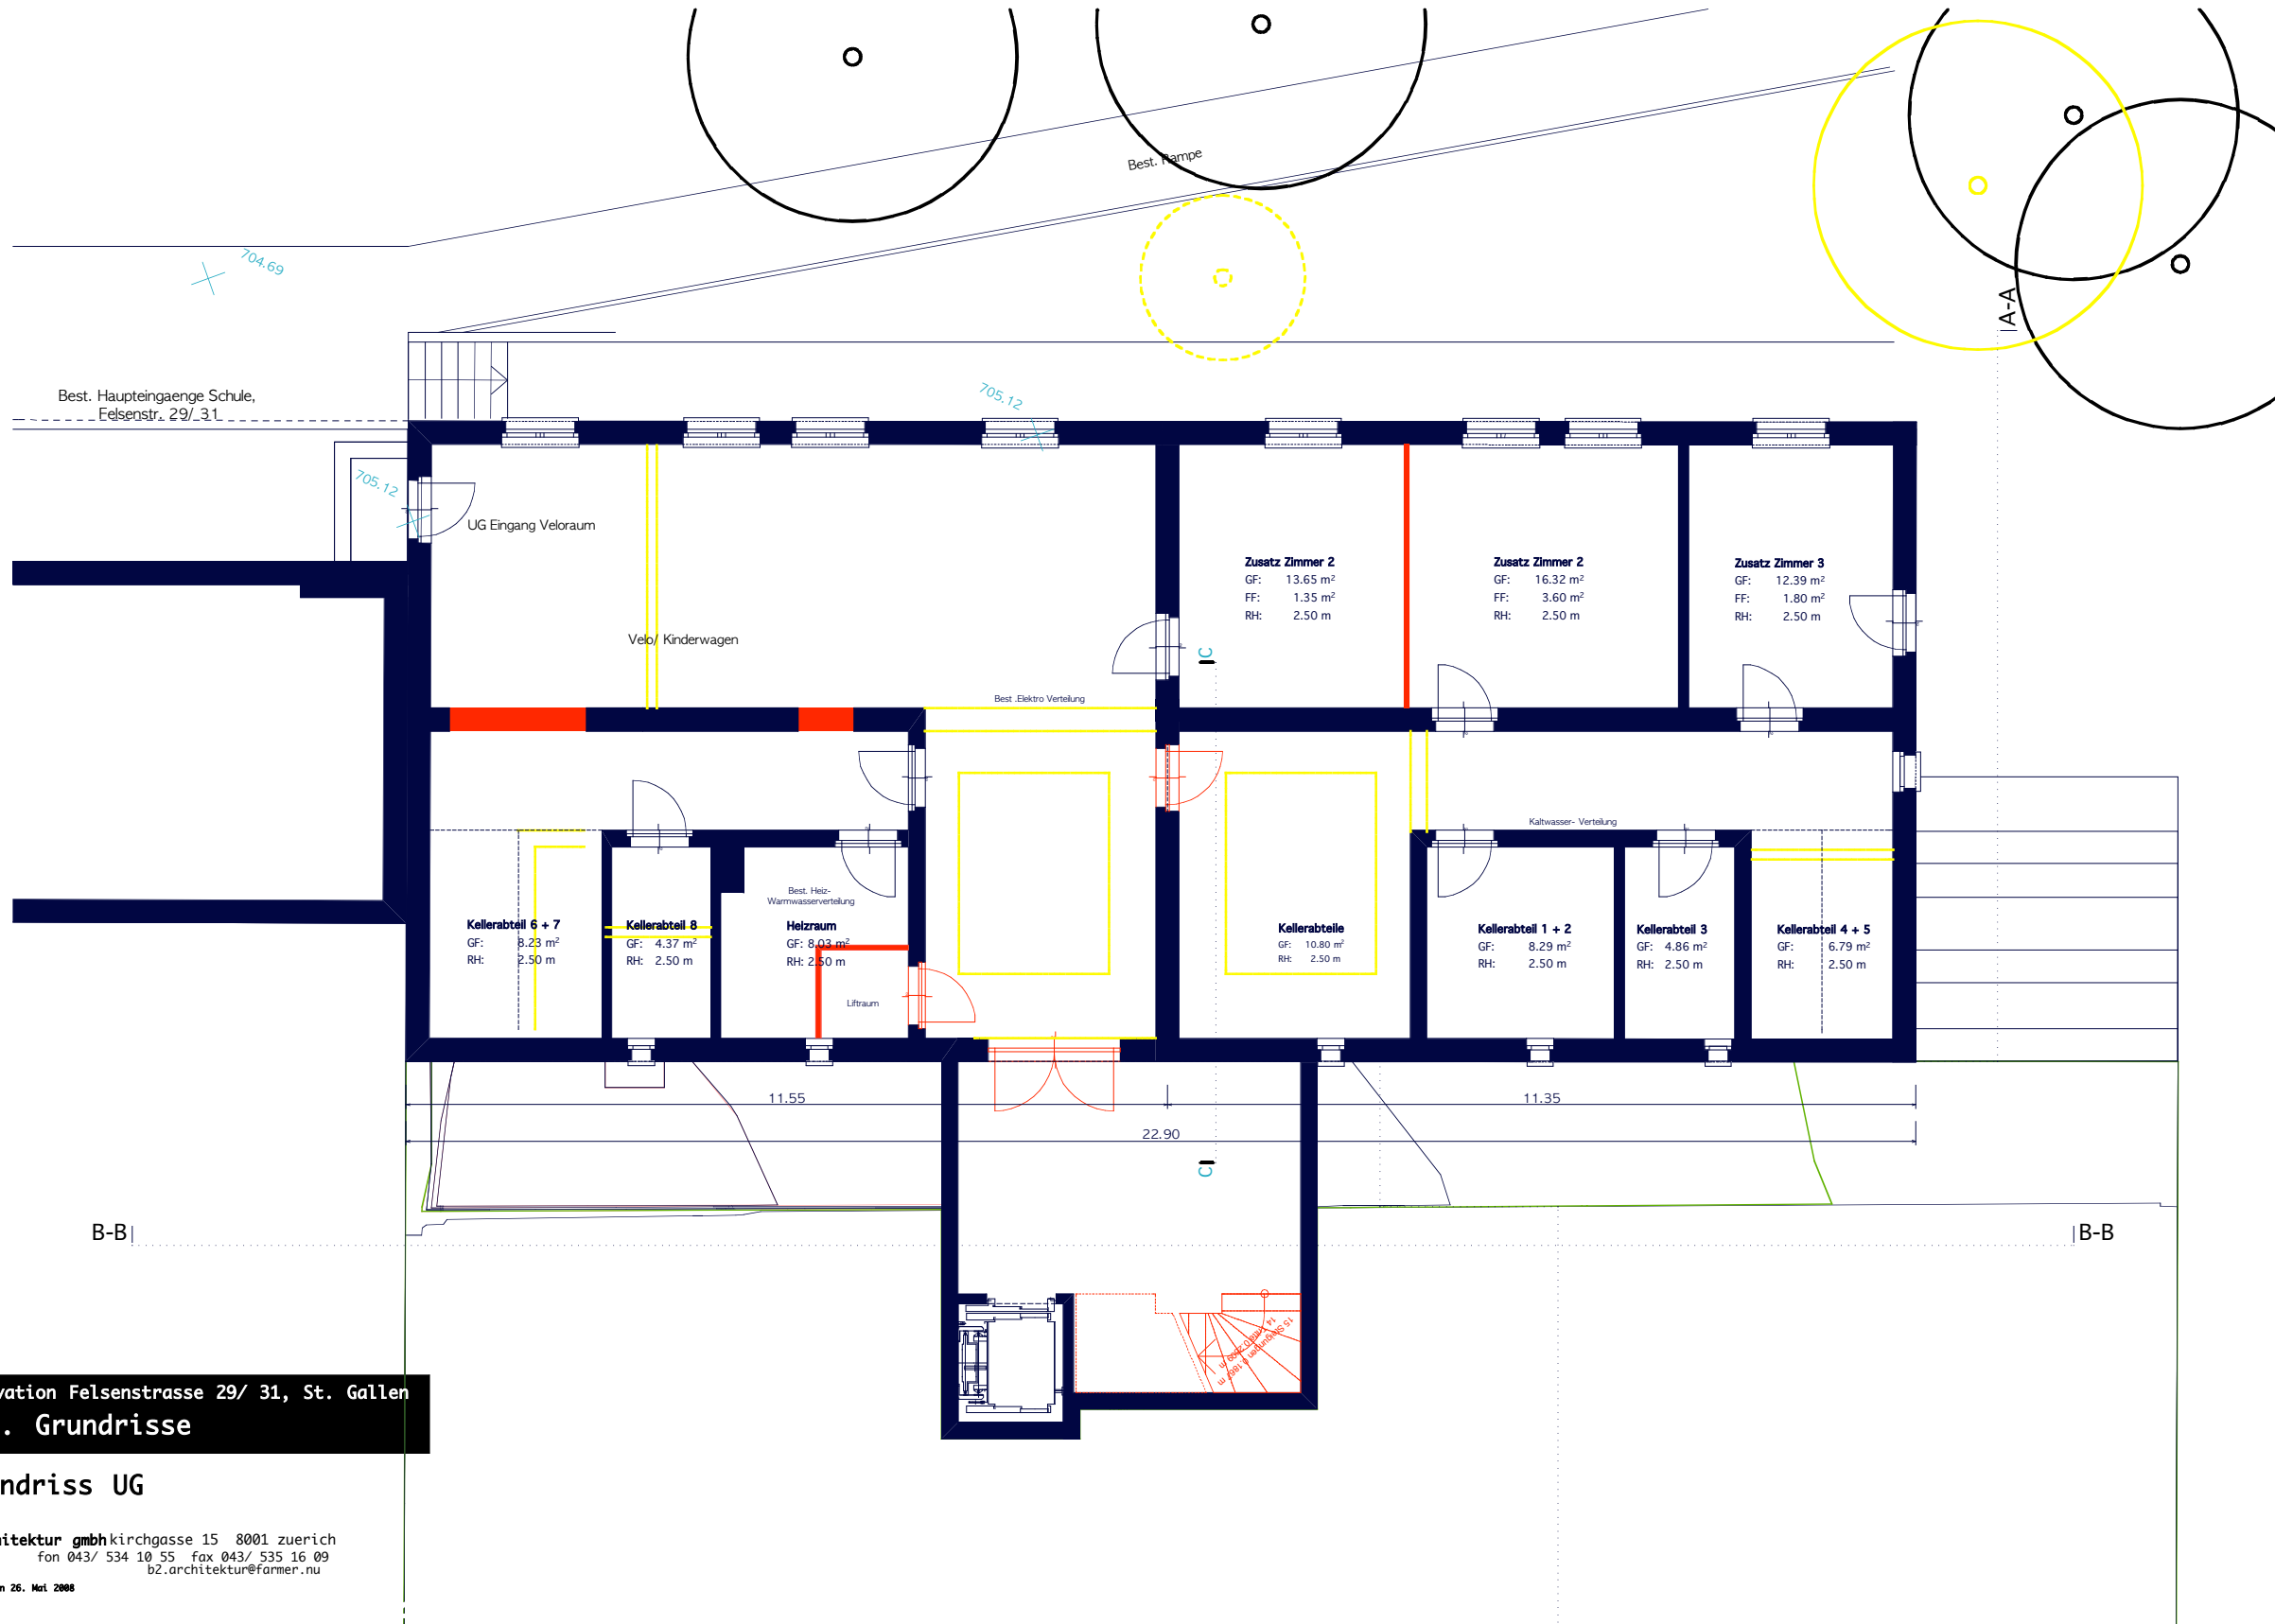 Best. Rampe
704.69
A-A
Best. Haupteingaenge Schule,
Felsenstr. 29/ 31
705.12
705.12
UG Eingang Veloraum
Velo/ Kinderwagen
Zusatz Zimmer 2
GF: 13.65 m²
FF: 1.35 m²
RH: 2.50 m
Zusatz Zimmer 2
GF: 16.32 m²
FF: 3.60 m²
RH: 2.50 m
Zusatz Zimmer 3
GF: 12.39 m²
FF: 1.80 m²
RH: 2.50 m
C
Best .Elektro Verteilung
Kaltwasser- Verteilung
Best. Heiz-
Warmwasserverteilung
Kellerabteil 6 + 7
GF: 8.23 m²
RH: 2.50 m
Kellerabteil 8
GF: 4.37 m²
RH: 2.50 m
Heizraum
GF: 8.03 m²
RH: 2.50 m
Liftraum
Kellerabteile
GF: 10.80 m²
RH: 2.50 m
Kellerabteil 1 + 2
GF: 8.29 m²
RH: 2.50 m
Kellerabteil 3
GF: 4.86 m²
RH: 2.50 m
Kellerabteil 4 + 5
GF: 6.79 m²
RH: 2.50 m
11.55
11.35
22.90
C
B-B
B-B
15 Steigungen
14
vation Felsenstrasse 29/ 31, St. Gallen
. Grundrisse
ndriss UG
hitektur gmbh kirchgasse 15 8001 zuerich
fon 043/ 534 10 55 fax 043/ 535 16 09
b2.architektur@farmer.nu
n 26. Mai 2008